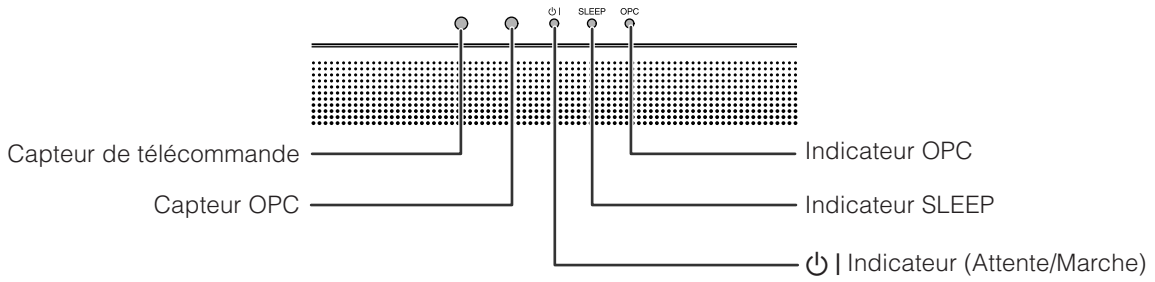 ⏻ | SLEEP OPC
Capteur de télécommande
Indicateur OPC
Capteur OPC
Indicateur SLEEP
⏻ | Indicateur (Attente/Marche)